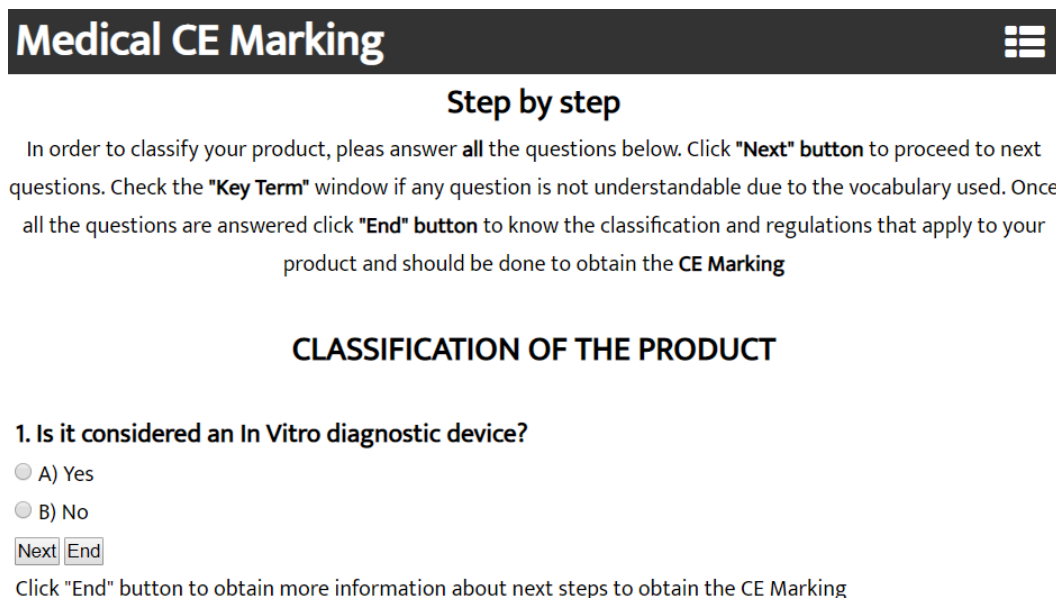 Medical CE Marking
Step by step
In order to classify your product, pleas answer all the questions below. Click "Next" button to proceed to next
questions. Check the "Key Term" window if any question is not understandable due to the vocabulary used. Once
all the questions are answered click "End" button to know the classification and regulations that apply to your
product and should be done to obtain the CE Marking
CLASSIFICATION OF THE PRODUCT
1. Is it considered an In Vitro diagnostic device?
A) Yes
B) No
Next End
Click "End" button to obtain more information about next steps to obtain the CE Marking